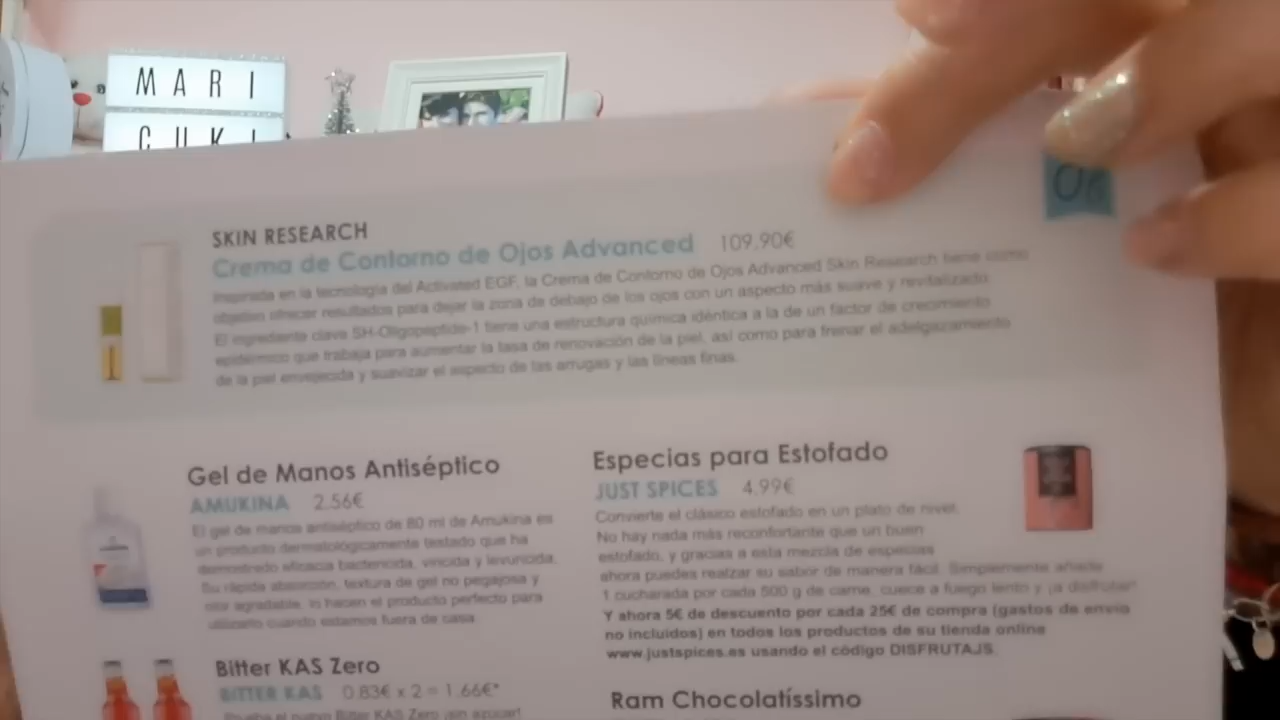 MARI
CUKI
SKIN RESEARCH
Crema de Contorno de Ojos Advanced 109.90€
Inspirada en la tecnología del Activated EGF, la Crema de Contorno de Ojos Advanced Skin Research tiene como
objetivo ofrecer resultados para dejar la zona de debajo de los ojos con un aspecto más suave y revitalizado.
El ingrediente clave SH-Oligopeptide-1 tiene una estructura química idéntica a la de un factor de crecimiento
epidérmico que trabaja para aumentar la tasa de renovación de la piel, así como para frenar el adelgazamiento
de la piel envejecida y suavizar el aspecto de las arrugas y las líneas finas.
Gel de Manos Antiséptico
AMUKINA 2.56€
El gel de manos antiséptico de 80 ml de Amukina es
un producto dermatológicamente testado que ha
demostrado eficacia bactericida, viricida y levuricida.
Su rápida absorción, textura de gel no pegajosa y
olor agradable, lo hacen el producto perfecto para
utilizarlo cuando estamos fuera de casa.
Especias para Estofado
JUST SPICES 4.99€
Convierte el clásico estofado en un plato de nivel.
No hay nada más reconfortante que un buen
estofado, y gracias a esta mezcla de especias
ahora puedes realzar su sabor de manera fácil. Simplemente añade
1 cucharada por cada 500 g de carne, cuece a fuego lento y ¡a disfrutar!
Y ahora 5€ de descuento por cada 25€ de compra (gastos de envío
no incluidos) en todos los productos de su tienda online
www.justspices.es usando el código DISFRUTAJS.
Bitter KAS Zero
BITTER KAS 0.83€ x 2 = 1.66€*
Prueba el nuevo Bitter KAS Zero ¡sin azúcar!
Ram Chocolatíssimo